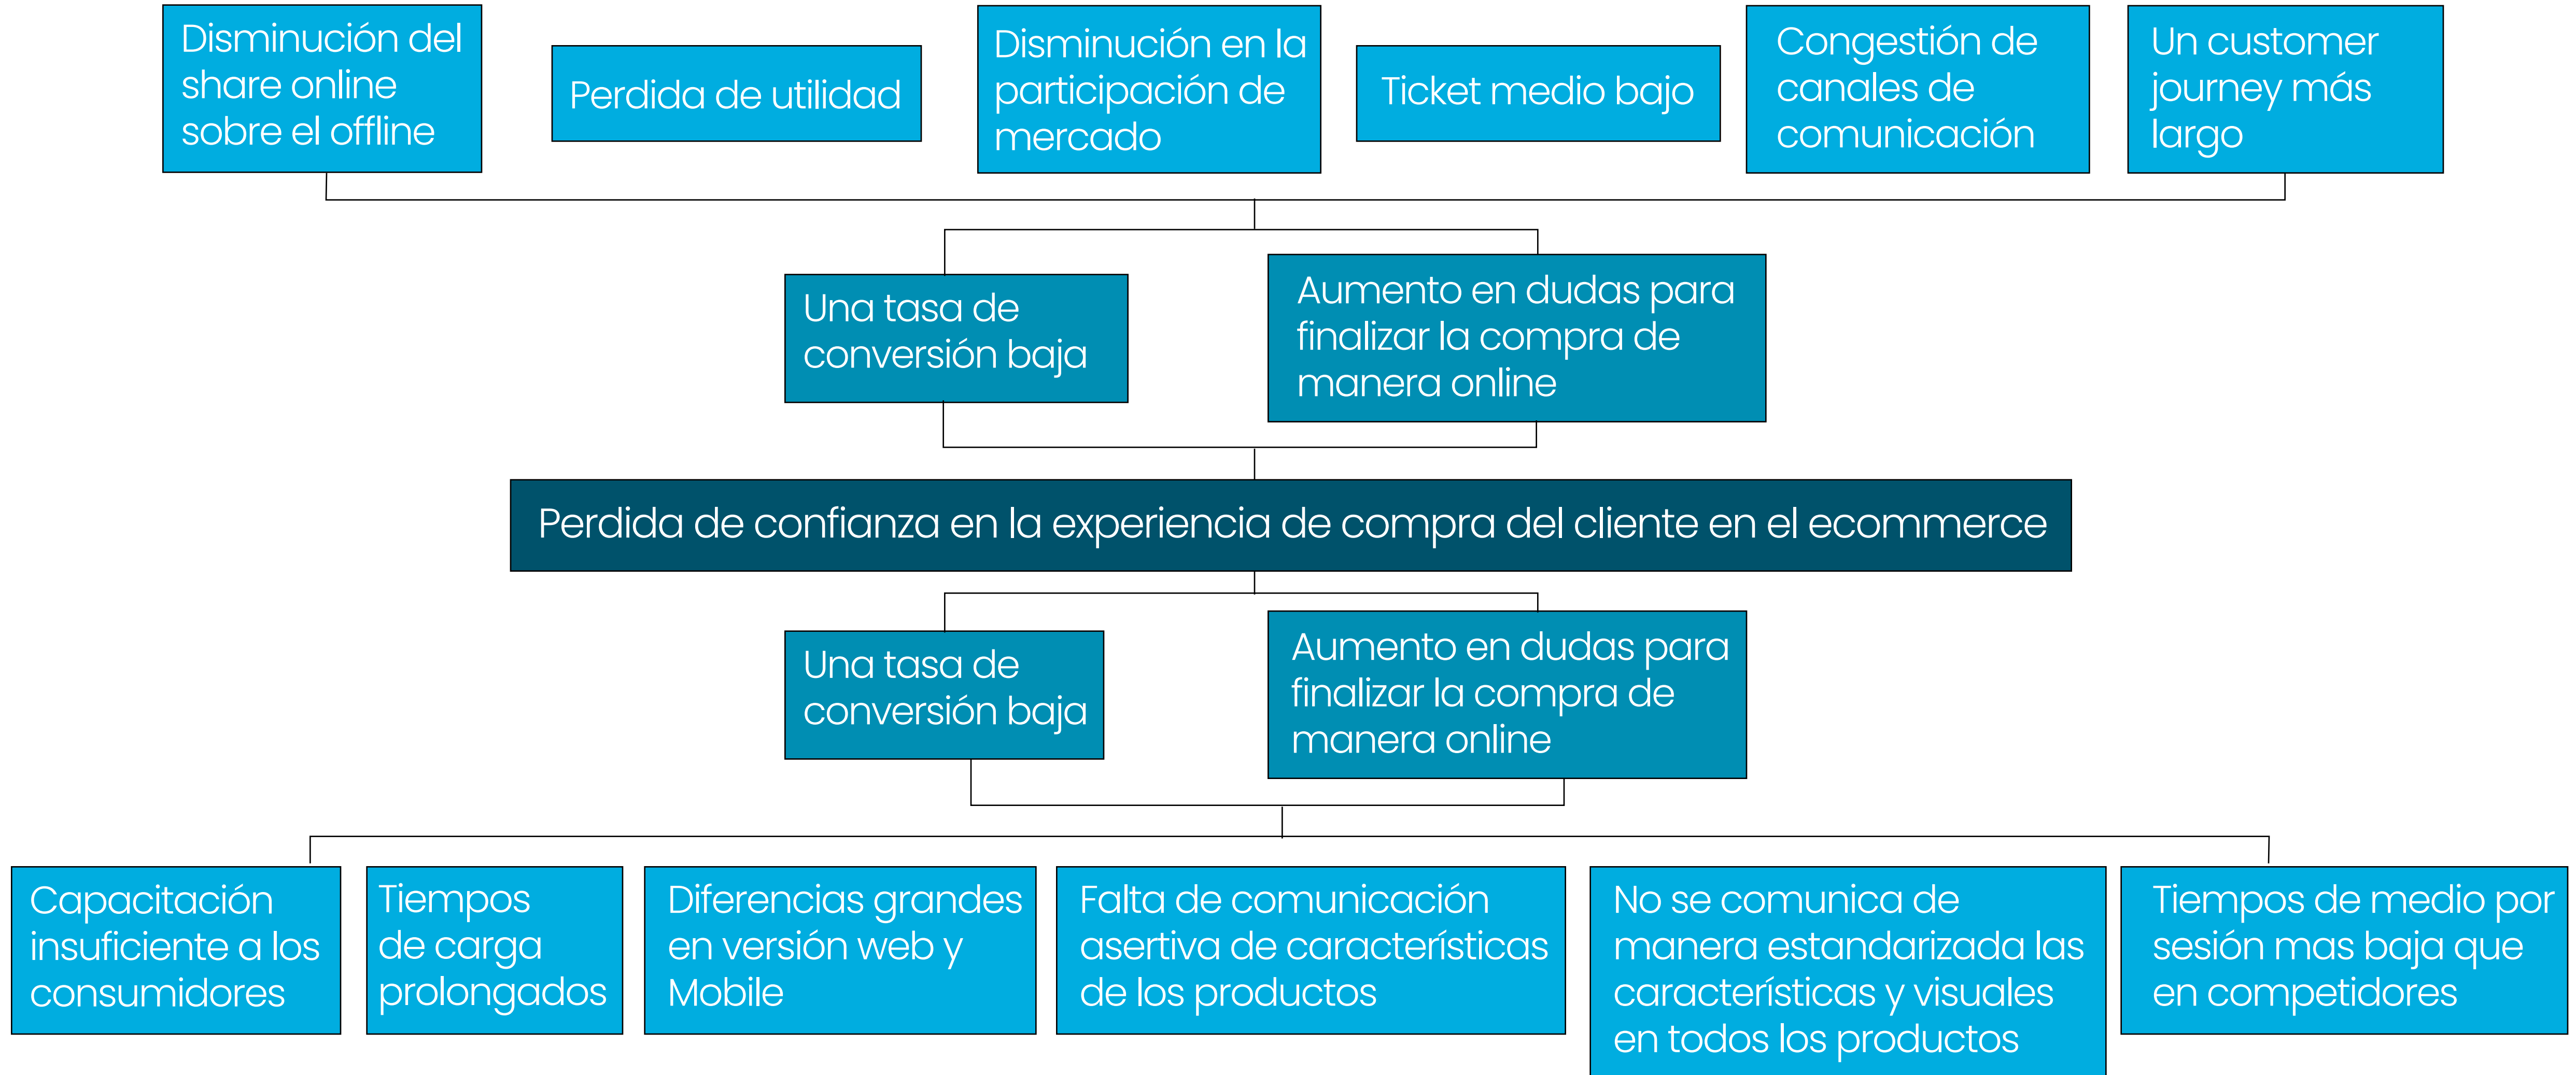 Disminución del
share online
sobre el offline
Perdida de utilidad
Disminución en la
participación de
mercado
Ticket medio bajo
Congestión de
canales de
comunicación
Un customer
journey más
largo
Una tasa de
conversión baja
Aumento en dudas para
finalizar la compra de
manera online
Perdida de confianza en la experiencia de compra del cliente en el ecommerce
Una tasa de
conversión baja
Aumento en dudas para
finalizar la compra de
manera online
Capacitación
insuficiente a los
consumidores
Tiempos
de carga
prolongados
Diferencias grandes
en versión web y
Mobile
Falta de comunicación
asertiva de características
de los productos
No se comunica de
manera estandarizada las
características y visuales
en todos los productos
Tiempos de medio por
sesión mas baja que
en competidores